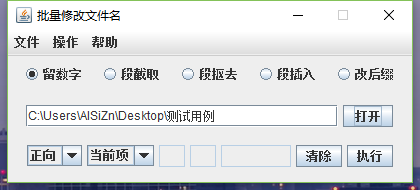 批量修改文件名
文件 操作 帮助
留数字 段截取 段抠去 段插入 改后缀
C:\Users\AlSiZn\Desktop\测试用例 打开
正向 当前项 清除 执行